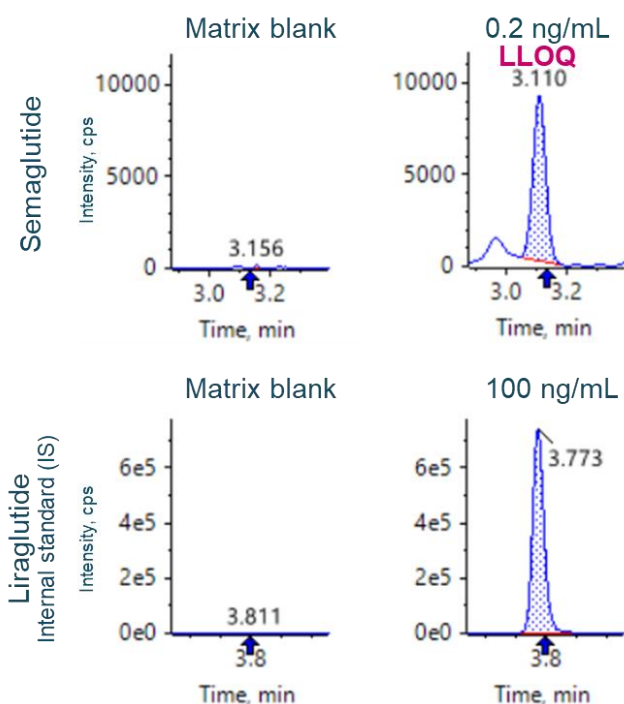 Matrix blank
0.2 ng/mL
LLOQ
Semaglutide
Intensity, cps
10000
5000
0
3.156
3.0
3.2
Time, min
10000
5000
0
3.110
3.0
3.2
Time, min
Matrix blank
100 ng/mL
Liraglutide
Internal standard (IS)
Intensity, cps
6e5
4e5
2e5
0e0
3.811
3.8
Time, min
6e5
4e5
2e5
0e0
3.773
3.8
Time, min